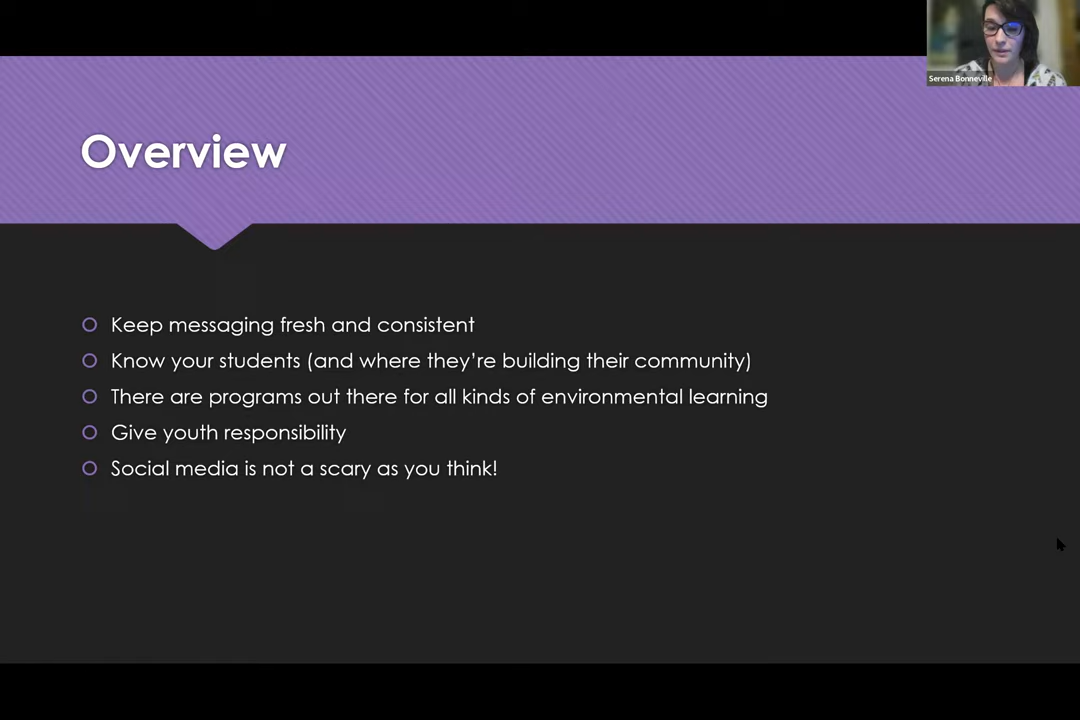 Serena Bonneville
Overview
Keep messaging fresh and consistent
Know your students (and where they're building their community)
There are programs out there for all kinds of environmental learning
Give youth responsibility
Social media is not a scary as you think!